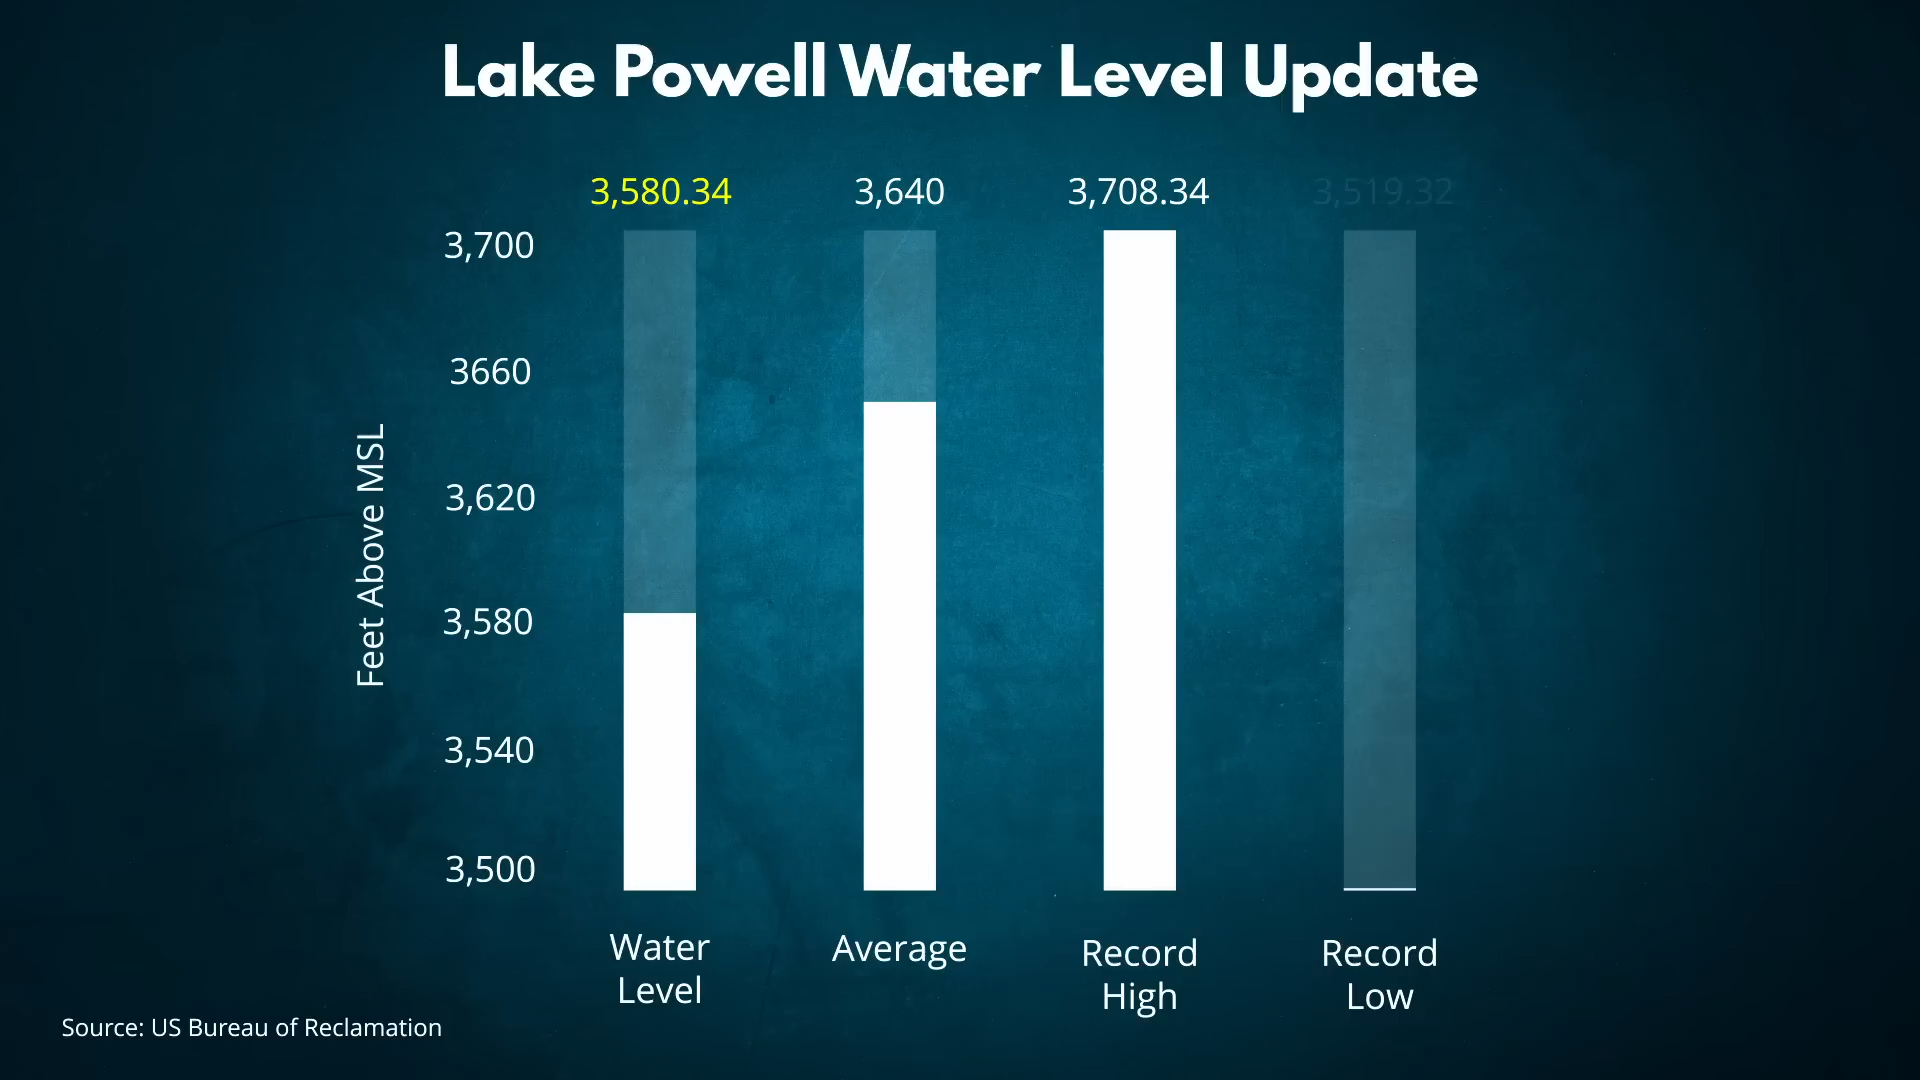 Lake Powell Water Level Update
3,580.34
3,640
3,708.34
3,519.32
3,700
3660
3,620
3,580
3,540
3,500
Feet Above MSL
Water
Level
Average
Record
High
Record
Low
Source: US Bureau of Reclamation